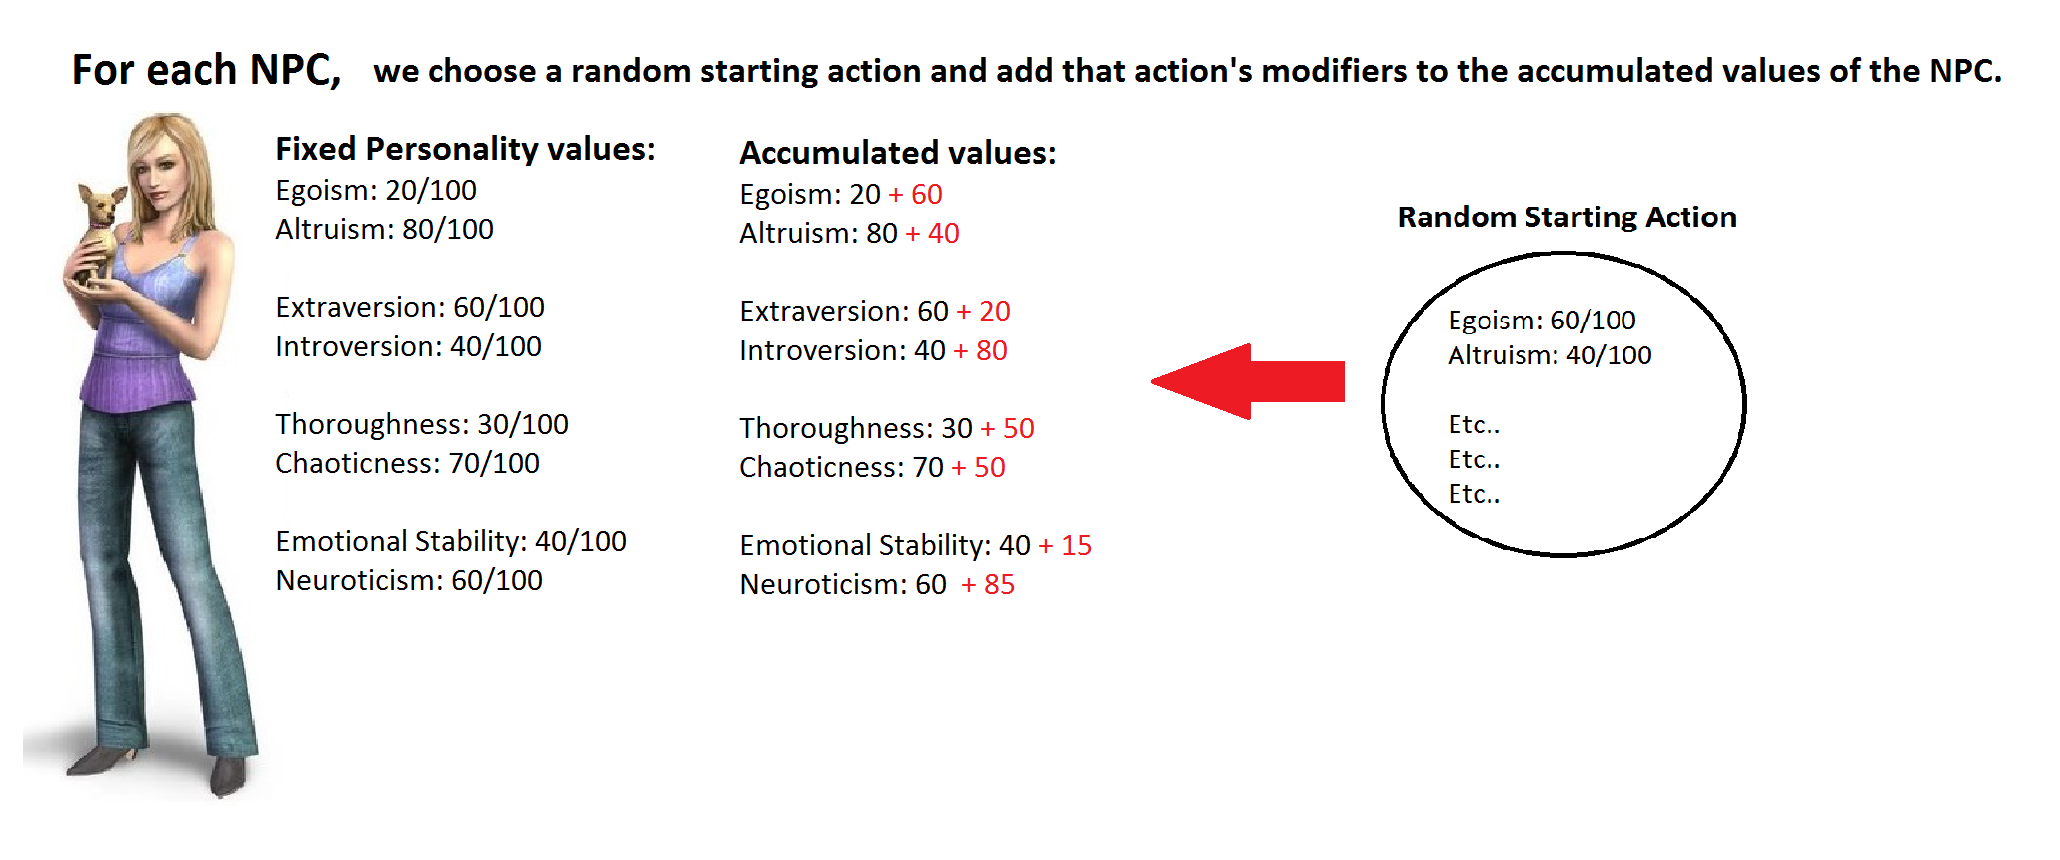 For each NPC, we choose a random starting action and add that action's modifiers to the accumulated values of the NPC.
Fixed Personality values:
Egoism: 20/100
Altruism: 80/100
Extraversion: 60/100
Introversion: 40/100
Thoroughness: 30/100
Chaoticness: 70/100
Emotional Stability: 40/100
Neuroticism: 60/100
Accumulated values:
Egoism: 20 + 60
Altruism: 80 + 40
Extraversion: 60 + 20
Introversion: 40 + 80
Thoroughness: 30 + 50
Chaoticness: 70 + 50
Emotional Stability: 40 + 15
Neuroticism: 60 + 85
Random Starting Action
Egoism: 60/100
Altruism: 40/100
Etc..
Etc..
Etc..